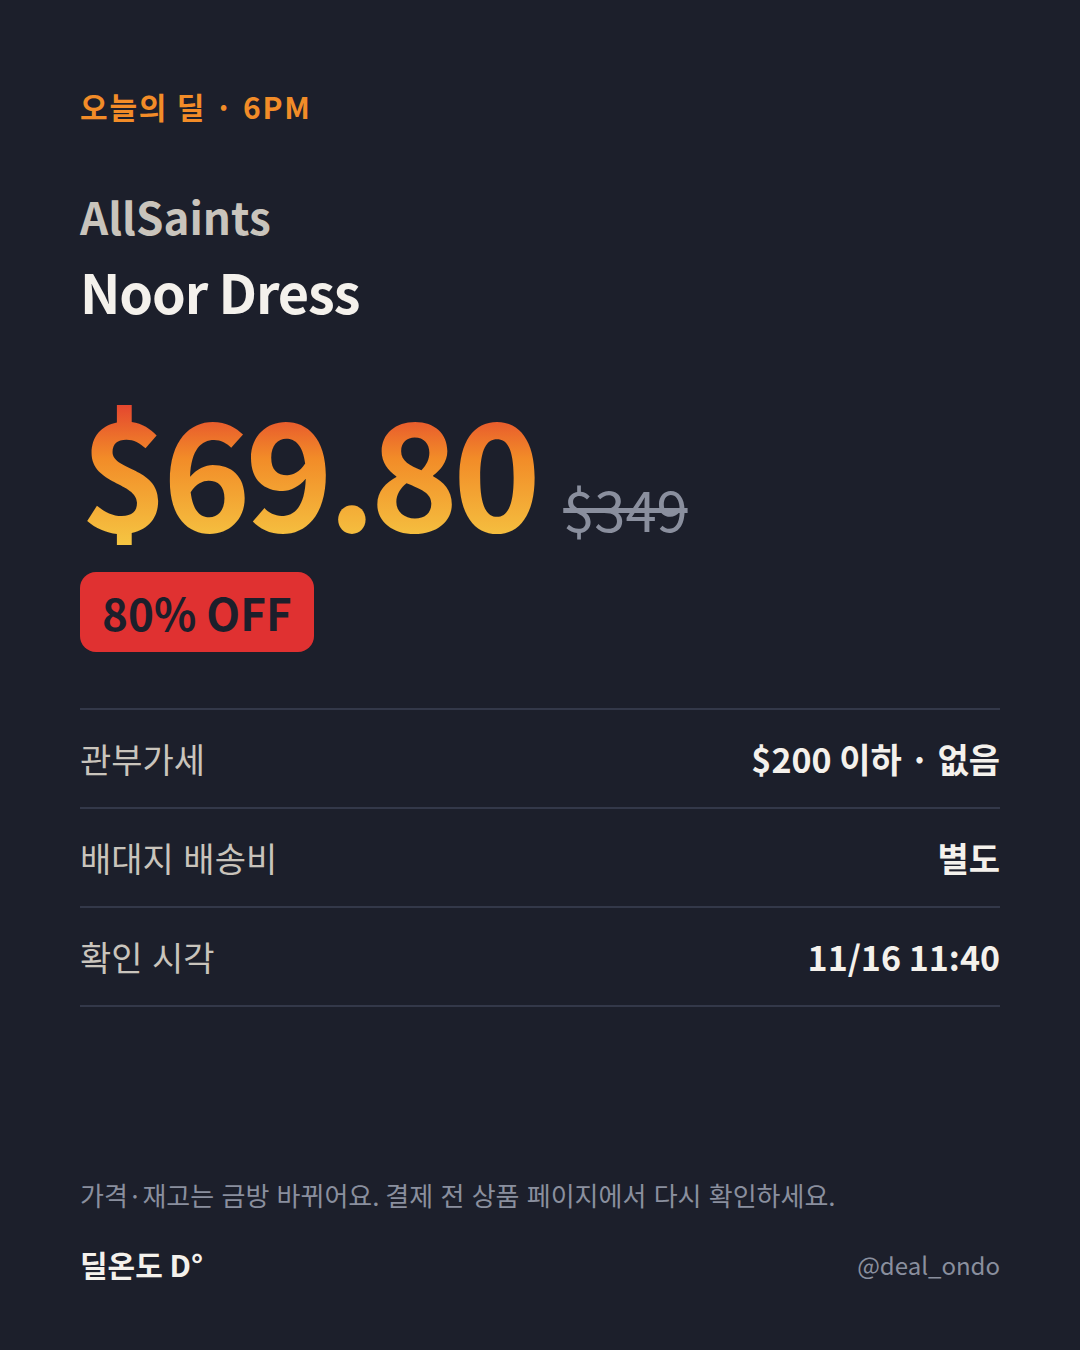 오늘의 딜 · 6PM
AllSaints
Noor Dress
$69.80 $349
80% OFF
관부가세 $200 이하 · 없음
배대지 배송비 별도
확인 시각 11/16 11:40
가격·재고는 금방 바뀌어요. 결제 전 상품 페이지에서 다시 확인하세요.
딜온도 D° @deal_ondo